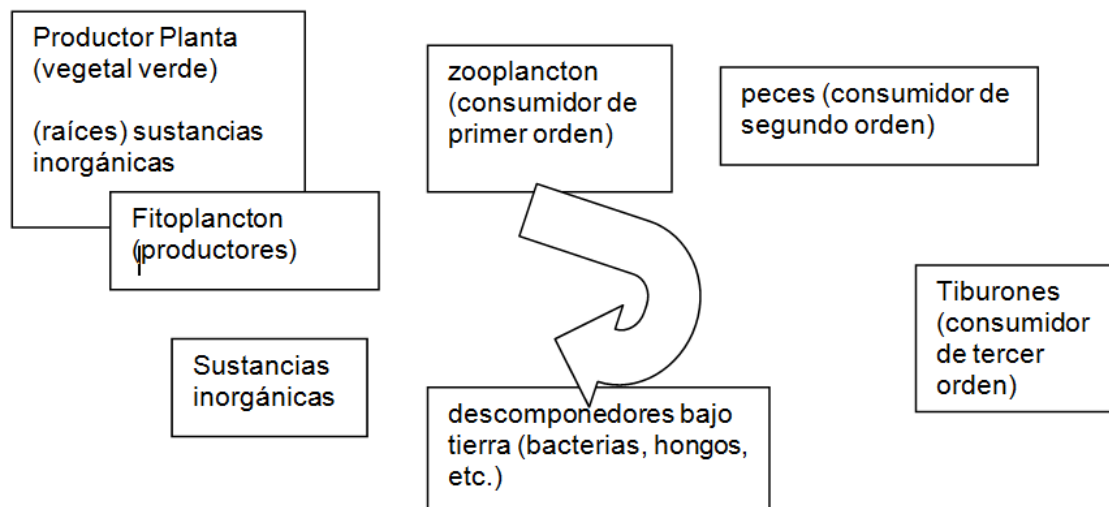 Productor Planta
(vegetal verde)
(raíces) sustancias
inorgánicas
Fitoplancton
(productores)
zooplancton
(consumidor de
primer orden)
peces (consumidor de
segundo orden)
Tiburones
(consumidor
de tercer
orden)
Sustancias
inorgánicas
descomponedores bajo
tierra (bacterias, hongos,
etc.)